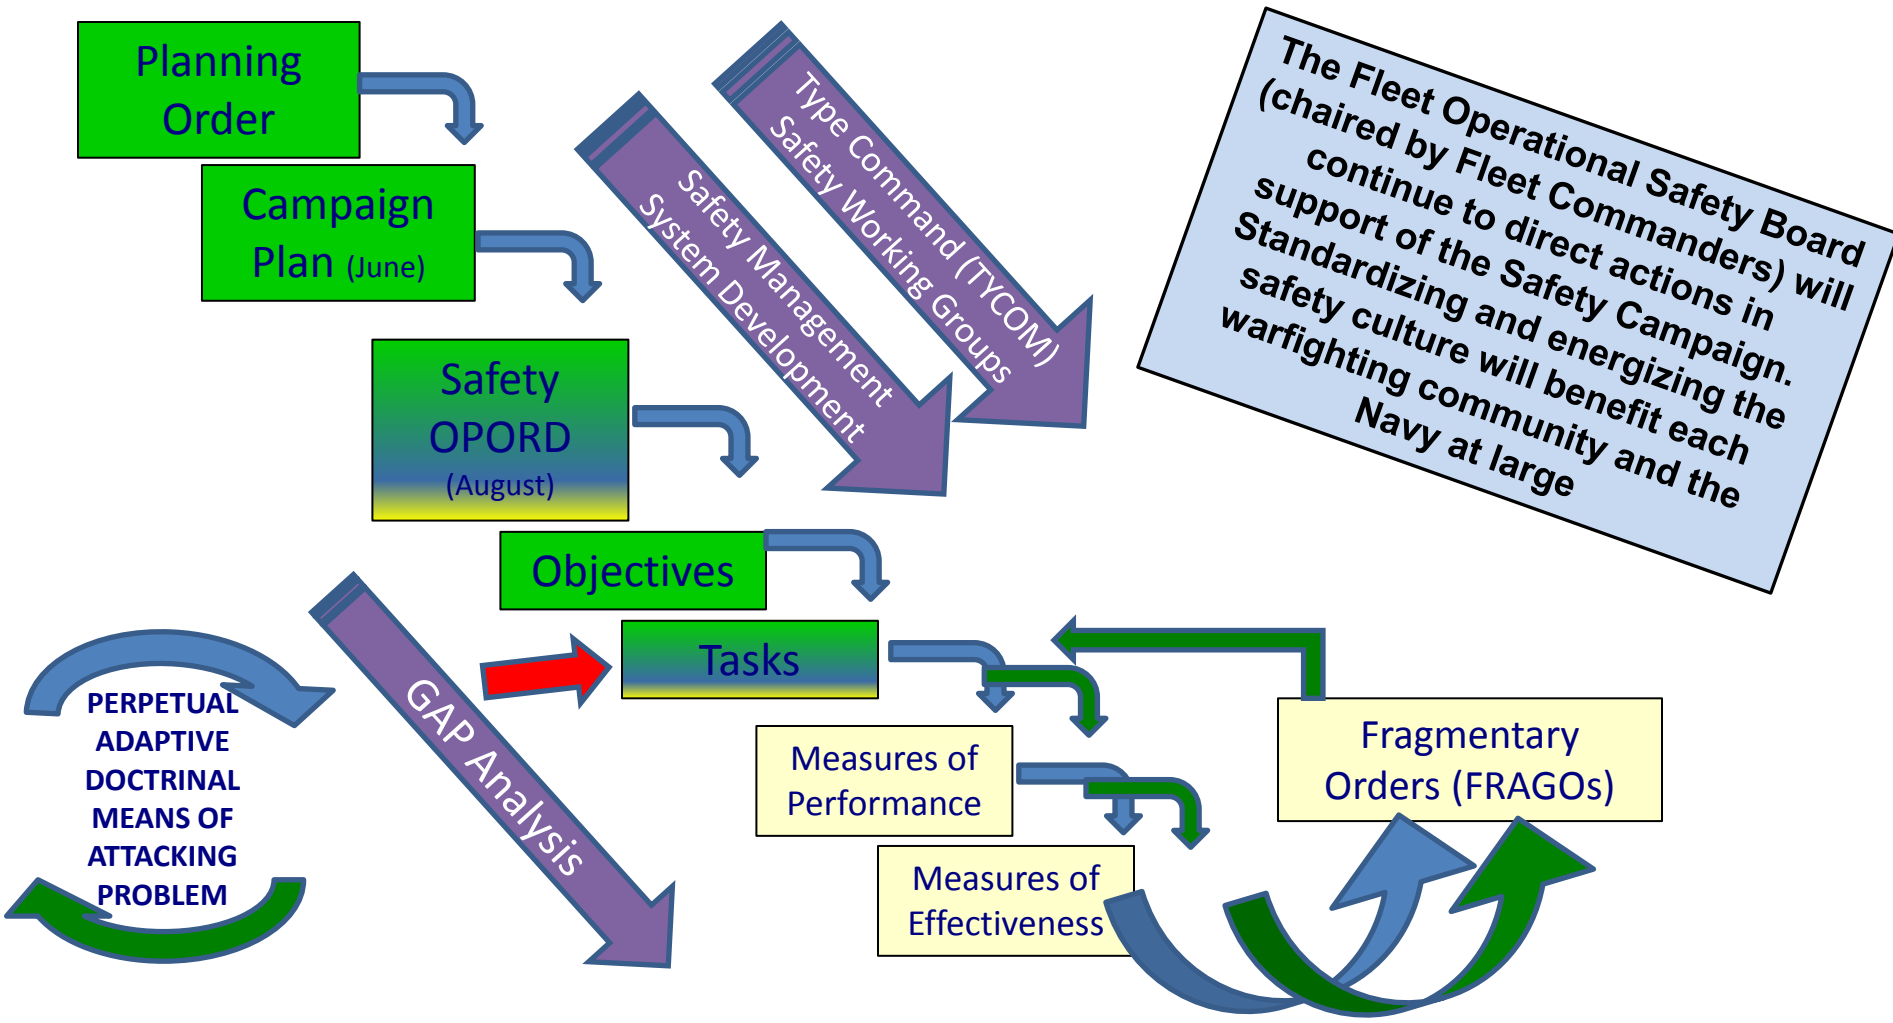 Planning
Order
Campaign
Plan (June)
Safety
OPORD
(August)
Objectives
Tasks
Measures of
Performance
Measures of
Effectiveness
Fragmentary
Orders (FRAGOs)
Type Command (TYCOM)
Safety Working Groups
Safety Management
System Development
GAP Analysis
PERPETUAL
ADAPTIVE
DOCTRINAL
MEANS OF
ATTACKING
PROBLEM
The Fleet Operational Safety Board
(chaired by Fleet Commanders) will
continue to direct actions in
support of the Safety Campaign.
Standardizing and energizing the
safety culture will benefit each
warfighting community and the
Navy at large